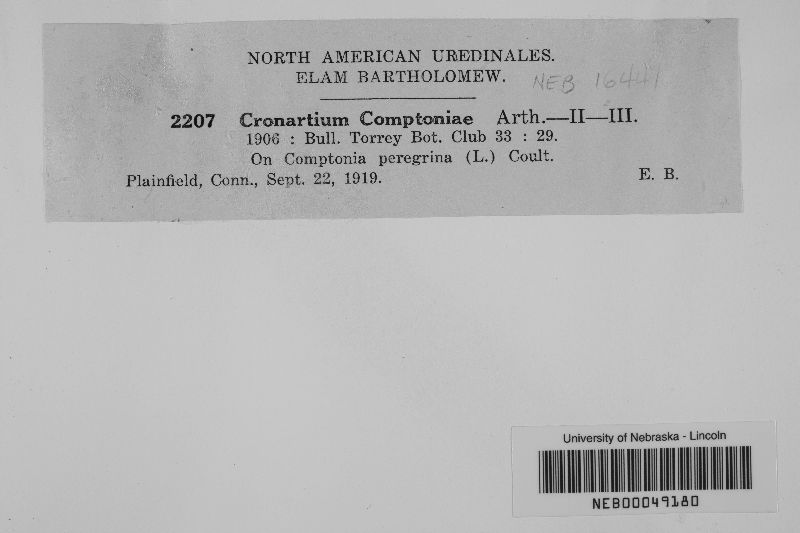 NORTH AMERICAN UREDINALES.
ELAM BARTHOLOMEW.
NEB 16441
2207 Cronartium Comptoniae Arth.—II—III.
1906 : Bull. Torrey Bot. Club 33 : 29.
On Comptonia peregrina (L.) Coult.
Plainfield, Conn., Sept. 22, 1919. E. B.
University of Nebraska - Lincoln
NEB00049180